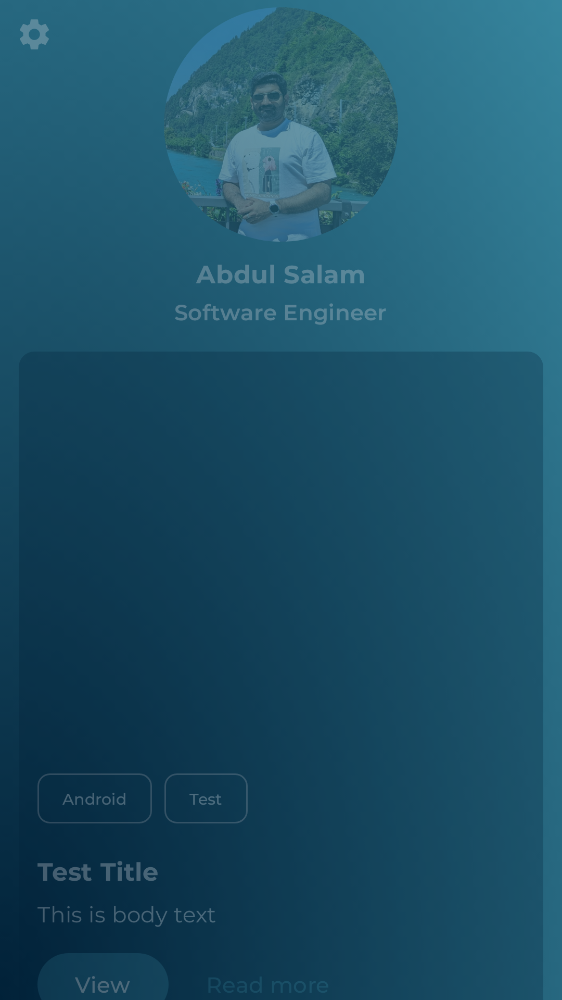 Abdul Salam
Software Engineer
Android Test
Test Title
This is body text
View Read more